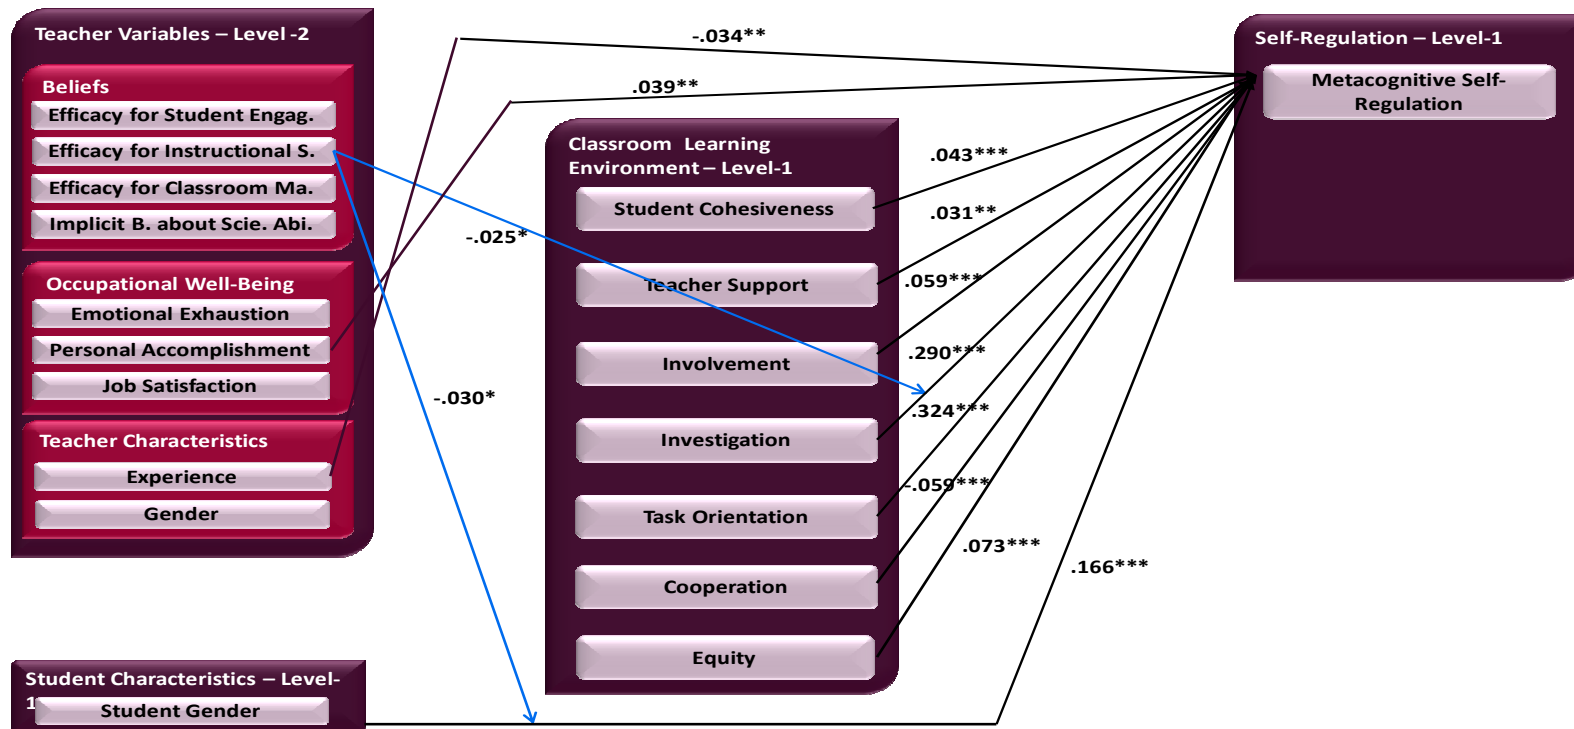 Teacher Variables – Level -2
Beliefs
Efficacy for Student Engag.
Efficacy for Instructional S.
Efficacy for Classroom Ma.
Implicit B. about Scie. Abi.
Occupational Well-Being
Emotional Exhaustion
Personal Accomplishment
Job Satisfaction
Teacher Characteristics
Experience
Gender
Student Characteristics – Level-
1
Student Gender
-.034**
.039**
-.025*
-.030*
Classroom Learning
Environment – Level-1
Student Cohesiveness
Teacher Support
Involvement
Investigation
Task Orientation
Cooperation
Equity
.043***
.031**
.059***
.290***
.324***
-.059***
.073***
.166***
Self-Regulation – Level-1
Metacognitive Self-
Regulation